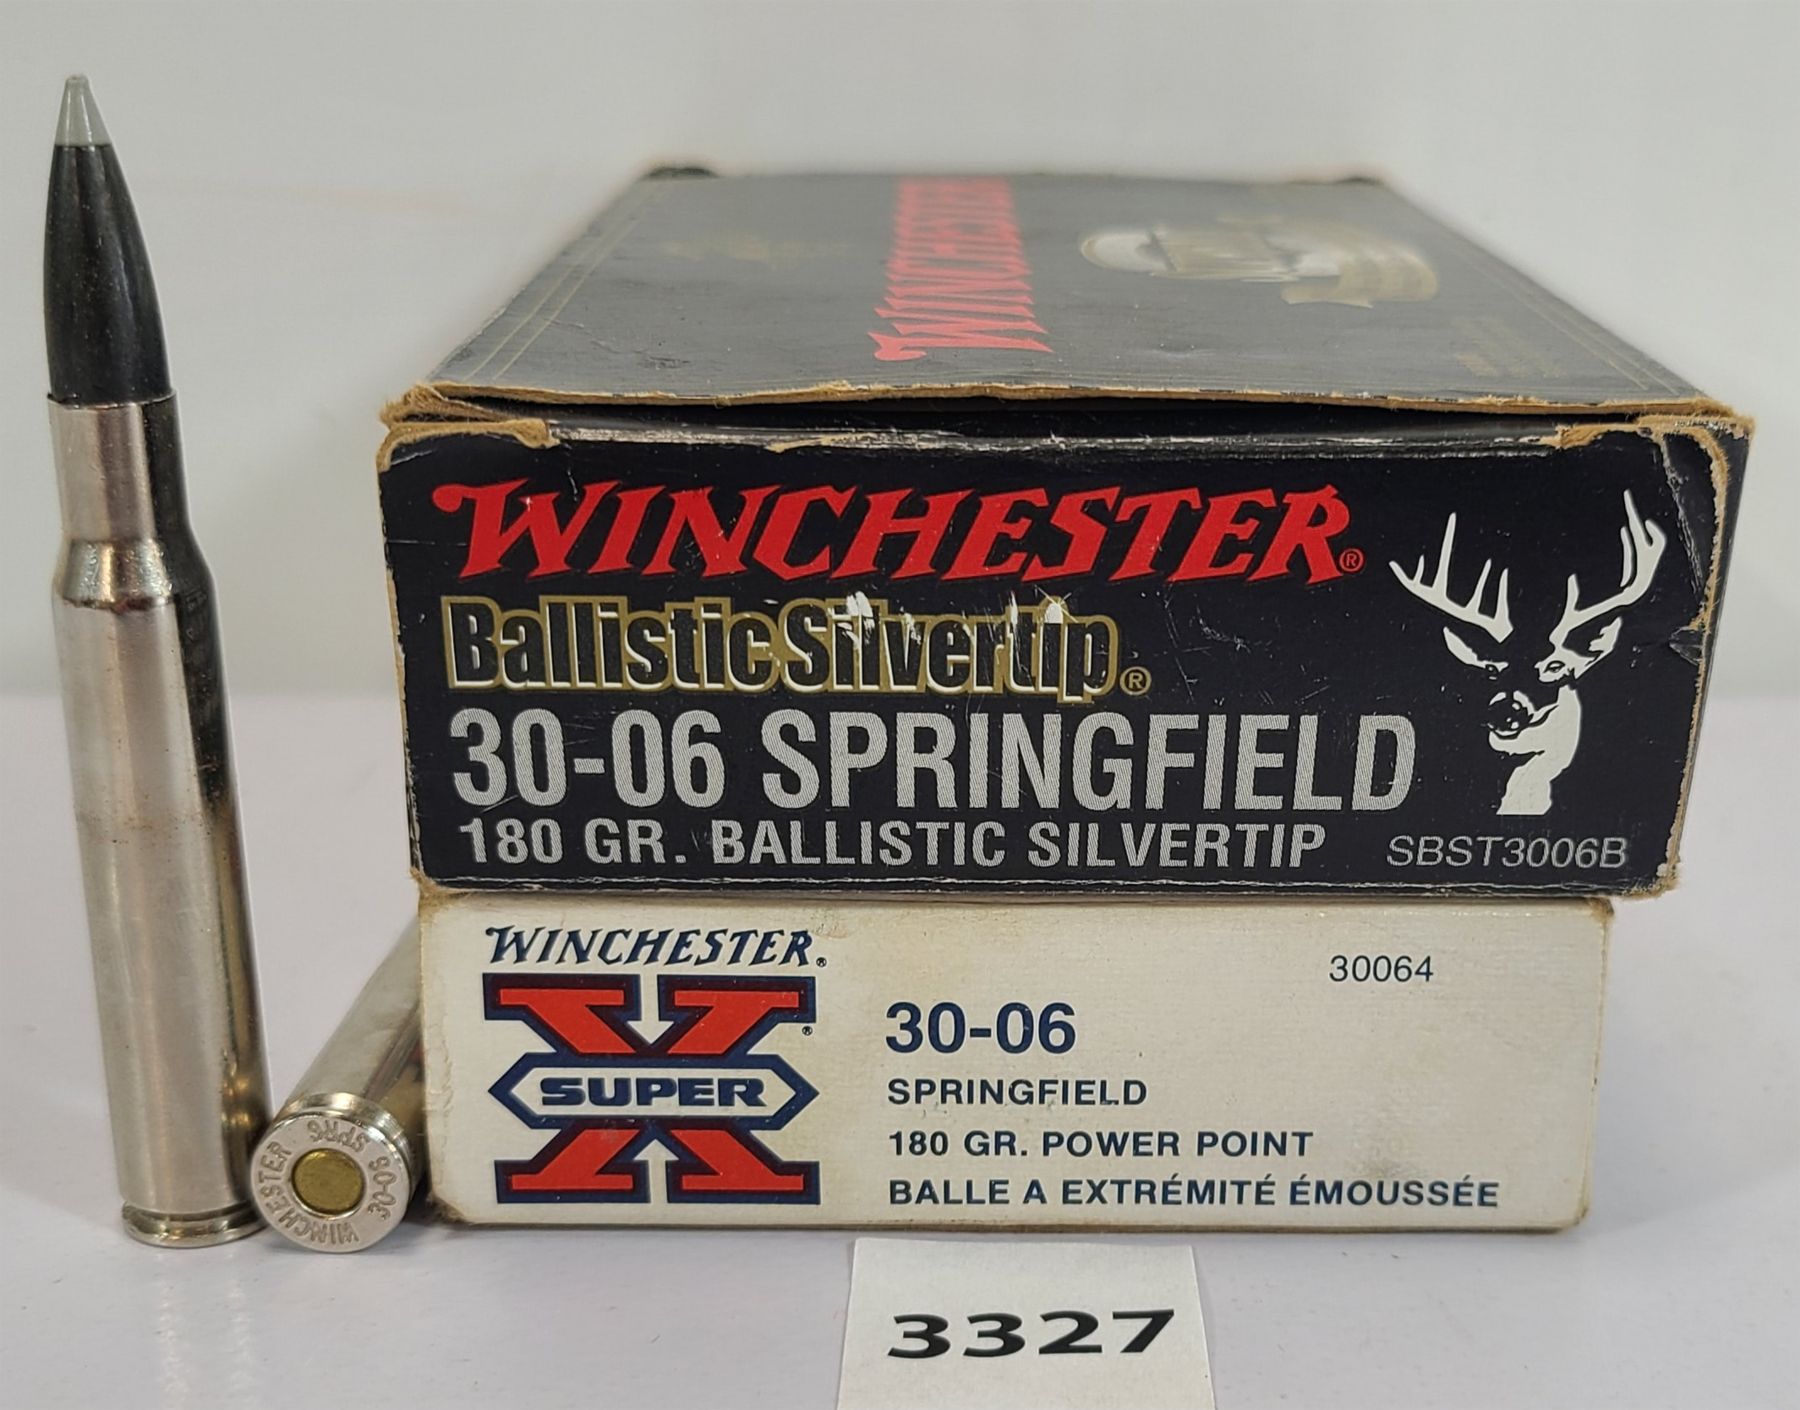 WINCHESTER
WINCHESTER®
Ballistic Silvertip®
30-06 SPRINGFIELD
180 GR. BALLISTIC SILVERTIP
SBST3006B
WINCHESTER®
X®
SUPER
30064
30-06
SPRINGFIELD
180 GR. POWER POINT
BALLE A EXTRÉMITÉ ÉMOUSSÉE
WINCHESTER 30-06 SPRG
3327